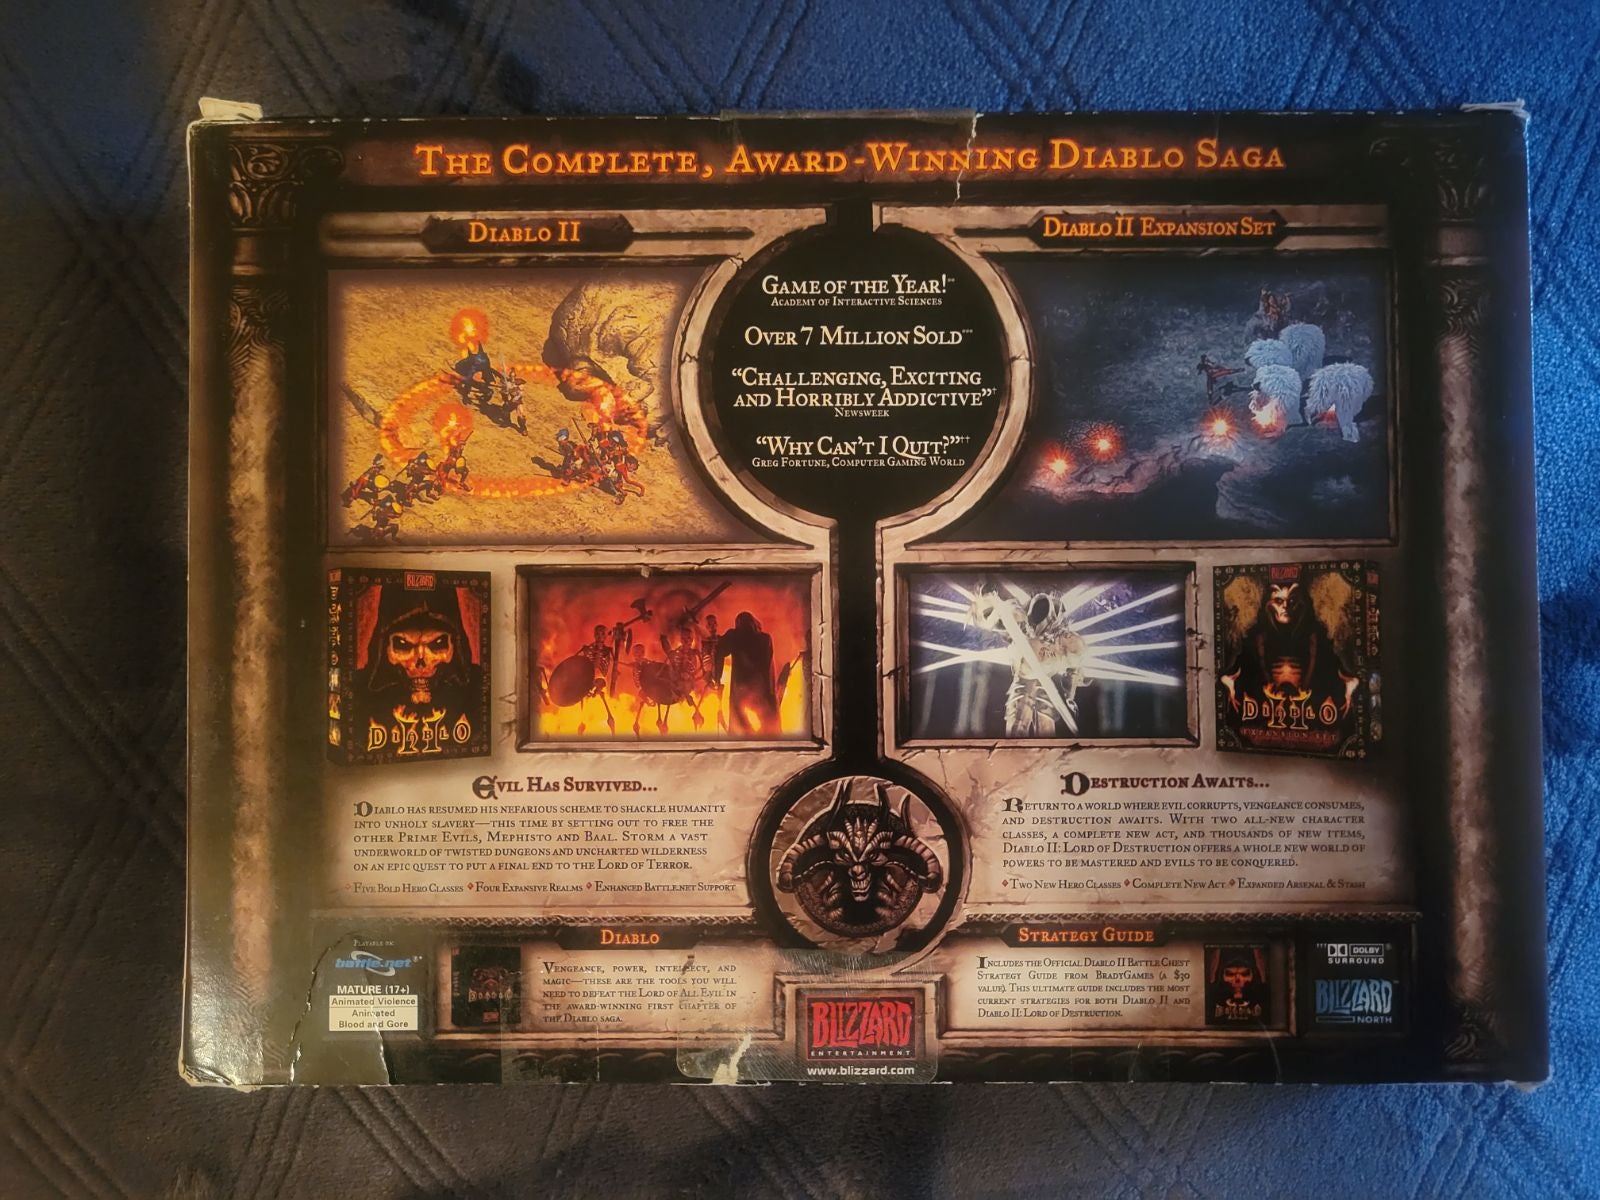 THE COMPLETE, AWARD-WINNING DIABLO SAGA
DIABLO II
DIABLO II EXPANSION SET
GAME OF THE YEAR!**
ACADEMY OF INTERACTIVE SCIENCES
OVER 7 MILLION SOLD***
“CHALLENGING, EXCITING
AND HORRIBLY ADDICTIVE”†
NEWSWEEK
“WHY CAN'T I QUIT?”††
GREG FORTUNE, COMPUTER GAMING WORLD
BLIZZARD
DIABLO
II
BLIZZARD
DIABLO
II
EXPANSION SET
EVIL HAS SURVIVED...
DIABLO HAS RESUMED HIS NEFARIOUS SCHEME TO SHACKLE HUMANITY
INTO UNHOLY SLAVERY—THIS TIME BY SETTING OUT TO FREE THE
OTHER PRIME EVILS, MEPHISTO AND BAAL. STORM A VAST
UNDERWORLD OF TWISTED DUNGEONS AND UNCHARTED WILDERNESS
ON AN EPIC QUEST TO PUT A FINAL END TO THE LORD OF TERROR.
♦ FIVE BOLD HERO CLASSES ♦ FOUR EXPANSIVE REALMS ♦ ENHANCED BATTLE.NET SUPPORT
DESTRUCTION AWAITS...
RETURN TO A WORLD WHERE EVIL CORRUPTS, VENGEANCE CONSUMES,
AND DESTRUCTION AWAITS. WITH TWO ALL-NEW CHARACTER
CLASSES, A COMPLETE NEW ACT, AND THOUSANDS OF NEW ITEMS,
DIABLO II: LORD OF DESTRUCTION OFFERS A WHOLE NEW WORLD OF
POWERS TO BE MASTERED AND EVILS TO BE CONQUERED.
♦ TWO NEW HERO CLASSES ♦ COMPLETE NEW ACT ♦ EXPANDED ARSENAL & STASH
PLAYABLE ON
battle.net
MATURE (17+)
Animated Violence
Animated
Blood and Gore
DIABLO
DIABLO
VENGEANCE, POWER, INTELLECT, AND
MAGIC—THESE ARE THE TOOLS YOU WILL
NEED TO DEFEAT THE LORD OF ALL EVIL IN
THE AWARD-WINNING FIRST CHAPTER OF
THE DIABLO SAGA.
BLIZZARD
ENTERTAINMENT
www.blizzard.com
STRATEGY GUIDE
INCLUDES THE OFFICIAL DIABLO II BATTLE CHEST
STRATEGY GUIDE FROM BRADYGAMES (A $30
VALUE). THIS ULTIMATE GUIDE INCLUDES THE MOST
CURRENT STRATEGIES FOR BOTH DIABLO II AND
DIABLO II: LORD OF DESTRUCTION.
DIABLO
DOLBY®
SURROUND
BLIZZARD™
NORTH